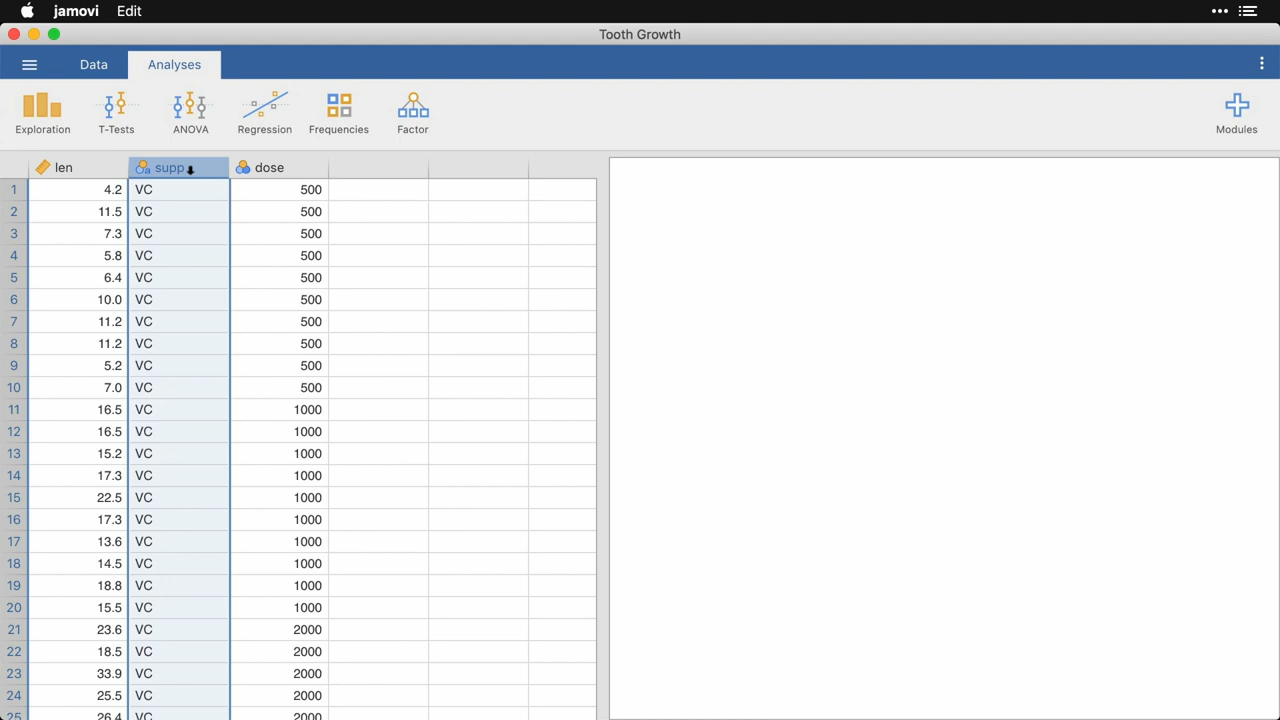 jamovi Edit
Tooth Growth
Data Analyses
Exploration T-Tests ANOVA Regression Frequencies Factor Modules
len supp dose
1 4.2 VC 500
2 11.5 VC 500
3 7.3 VC 500
4 5.8 VC 500
5 6.4 VC 500
6 10.0 VC 500
7 11.2 VC 500
8 11.2 VC 500
9 5.2 VC 500
10 7.0 VC 500
11 16.5 VC 1000
12 16.5 VC 1000
13 15.2 VC 1000
14 17.3 VC 1000
15 22.5 VC 1000
16 17.3 VC 1000
17 13.6 VC 1000
18 14.5 VC 1000
19 18.8 VC 1000
20 15.5 VC 1000
21 23.6 VC 2000
22 18.5 VC 2000
23 33.9 VC 2000
24 25.5 VC 2000
25 26.4 VC 2000